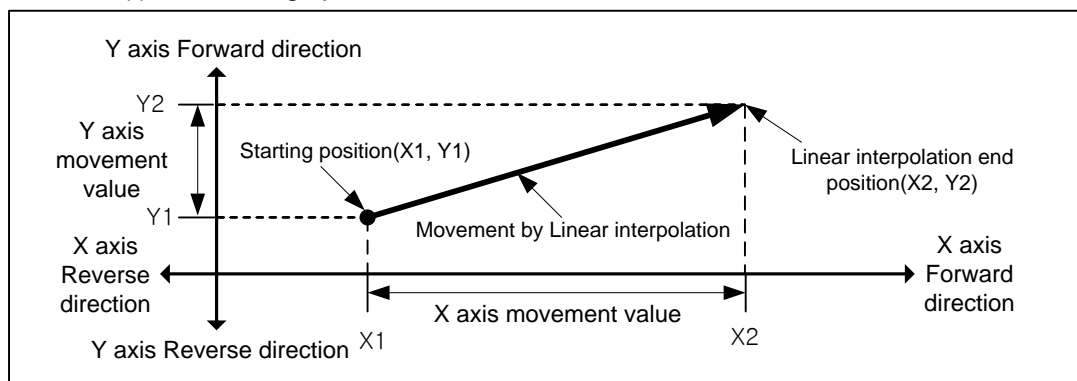 Y axis Forward direction
Y2
Y axis
movement
value
Starting position(X1, Y1)
Linear interpolation end
position(X2, Y2)
Y1
Movement by Linear interpolation
X axis
Reverse
direction
X axis
Forward
direction
X axis movement value
Y axis Reverse direction
X1
X2